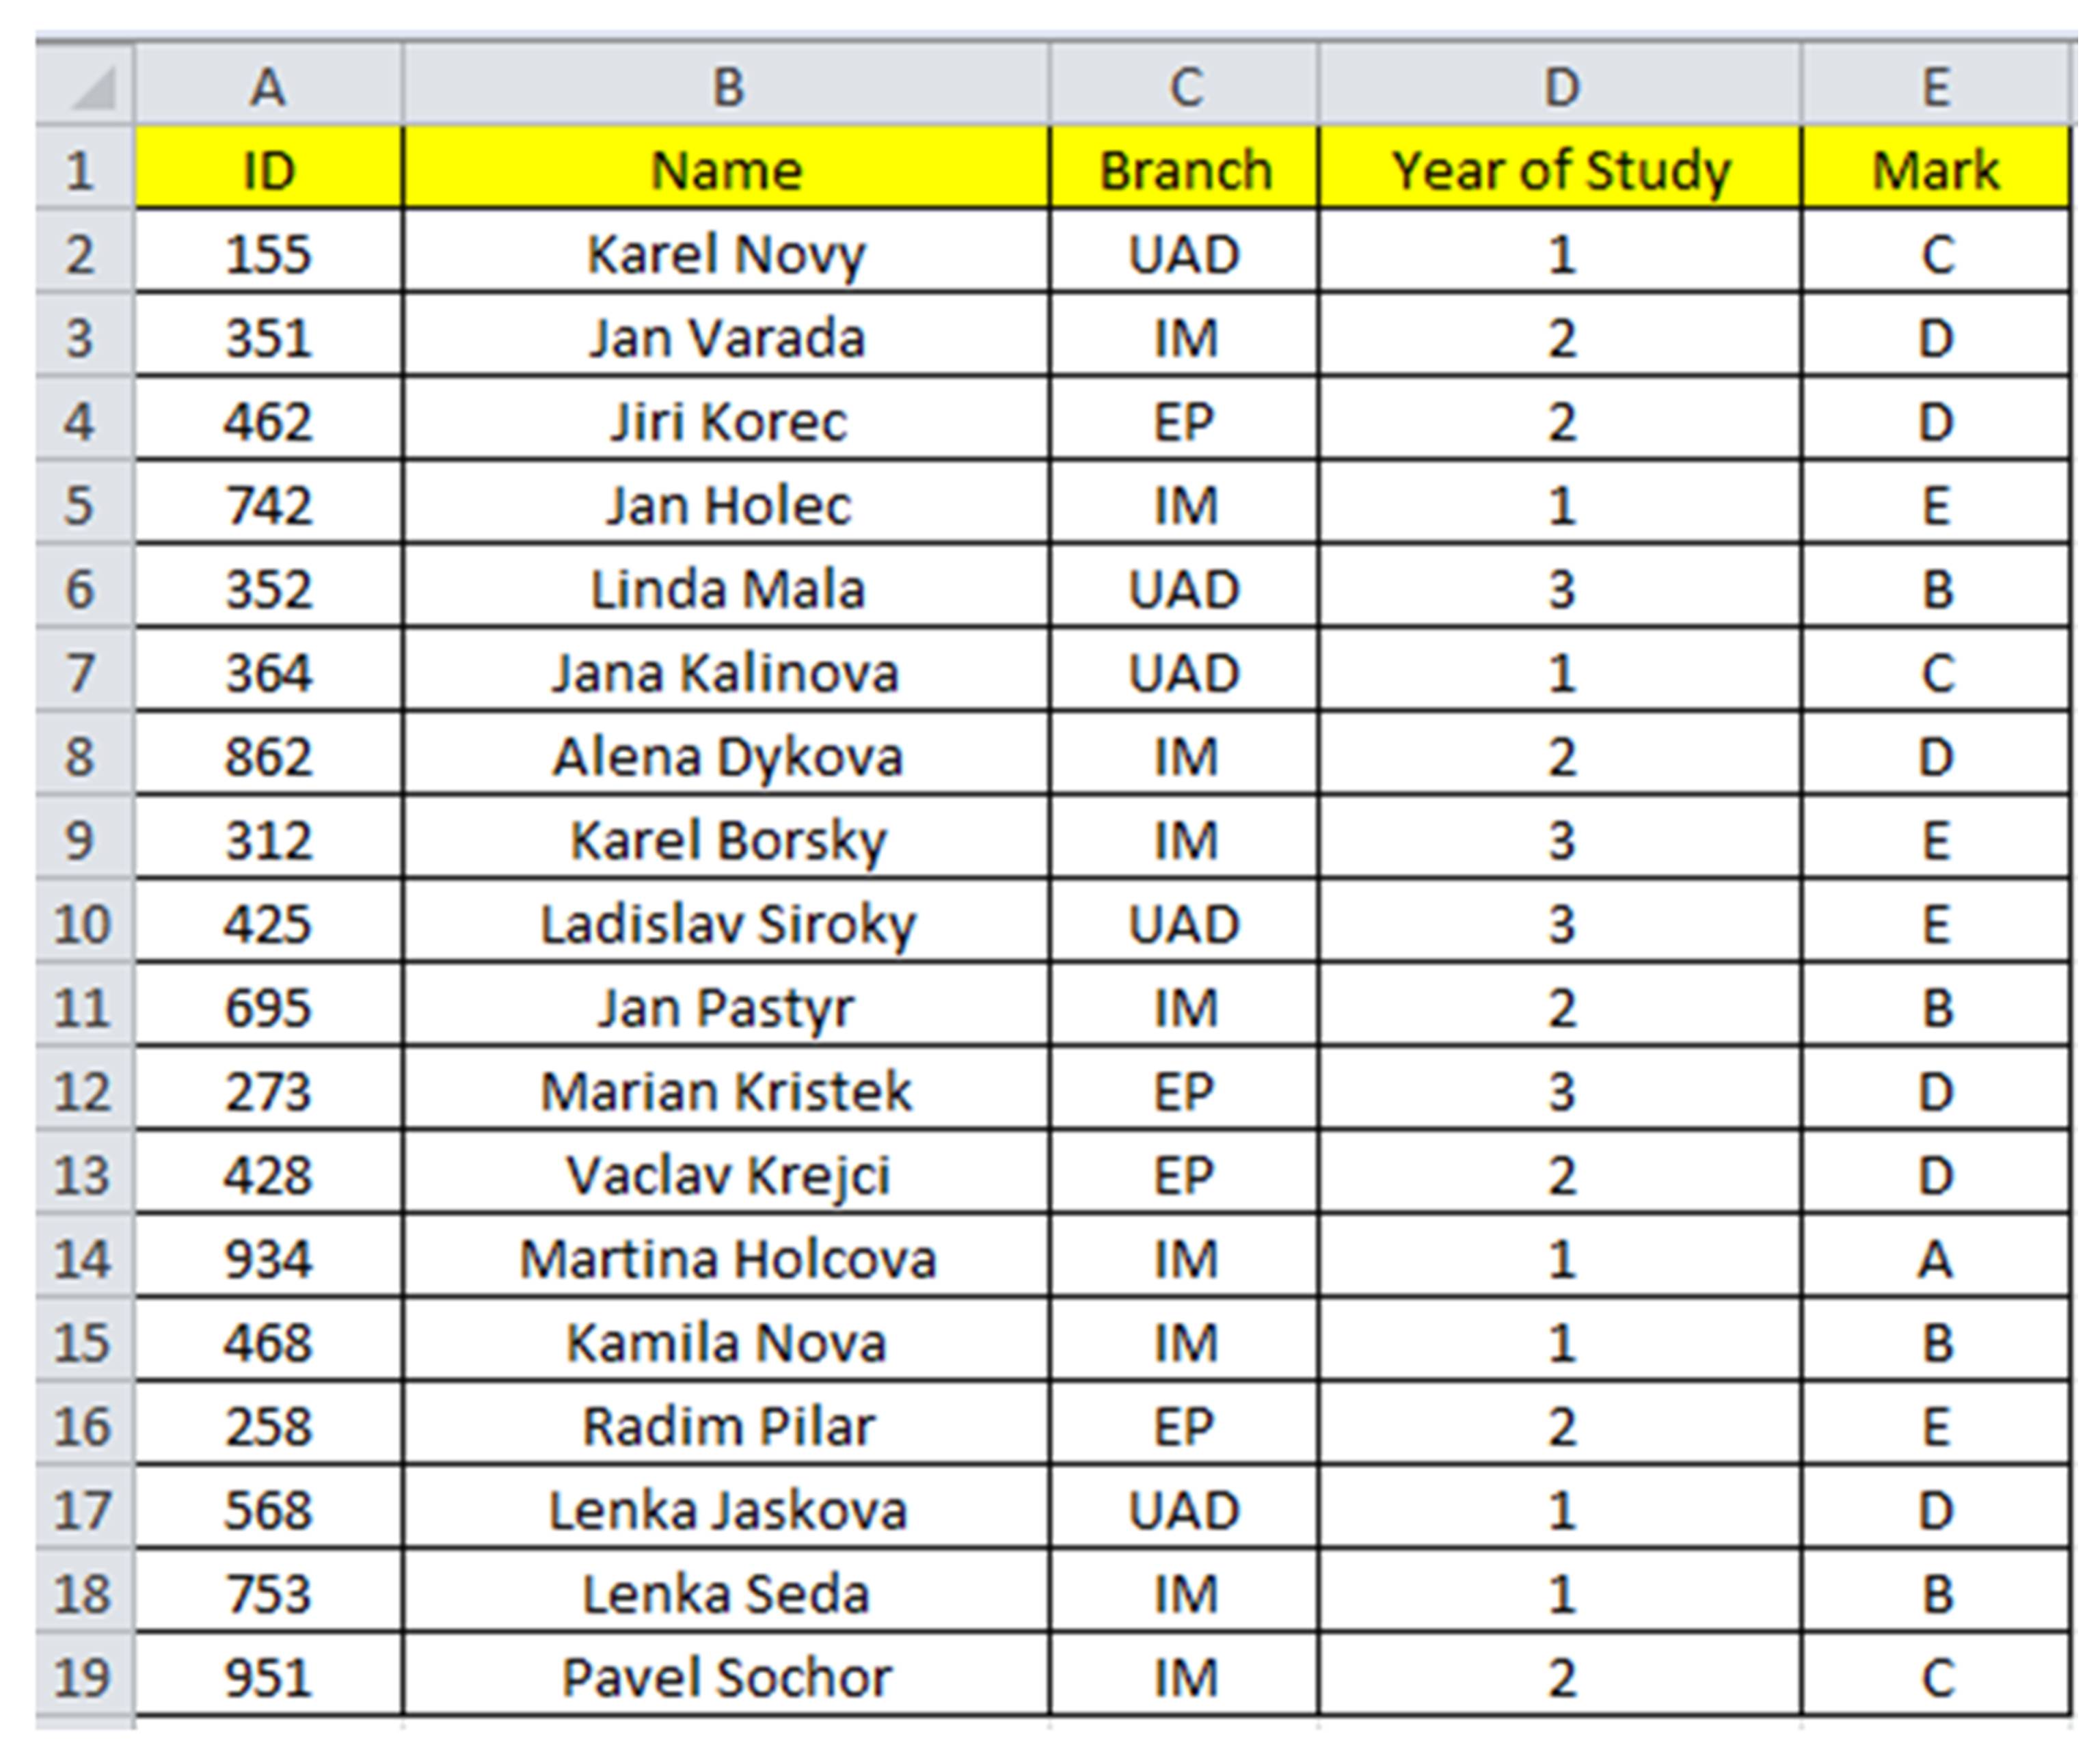 A B C D E
1 ID Name Branch Year of Study Mark
2 155 Karel Novy UAD 1 C
3 351 Jan Varada IM 2 D
4 462 Jiri Korec EP 2 D
5 742 Jan Holec IM 1 E
6 352 Linda Mala UAD 3 B
7 364 Jana Kalinova UAD 1 C
8 862 Alena Dykova IM 2 D
9 312 Karel Borsky IM 3 E
10 425 Ladislav Siroky UAD 3 E
11 695 Jan Pastyr IM 2 B
12 273 Marian Kristek EP 3 D
13 428 Vaclav Krejci EP 2 D
14 934 Martina Holcova IM 1 A
15 468 Kamila Nova IM 1 B
16 258 Radim Pilar EP 2 E
17 568 Lenka Jaskova UAD 1 D
18 753 Lenka Seda IM 1 B
19 951 Pavel Sochor IM 2 C